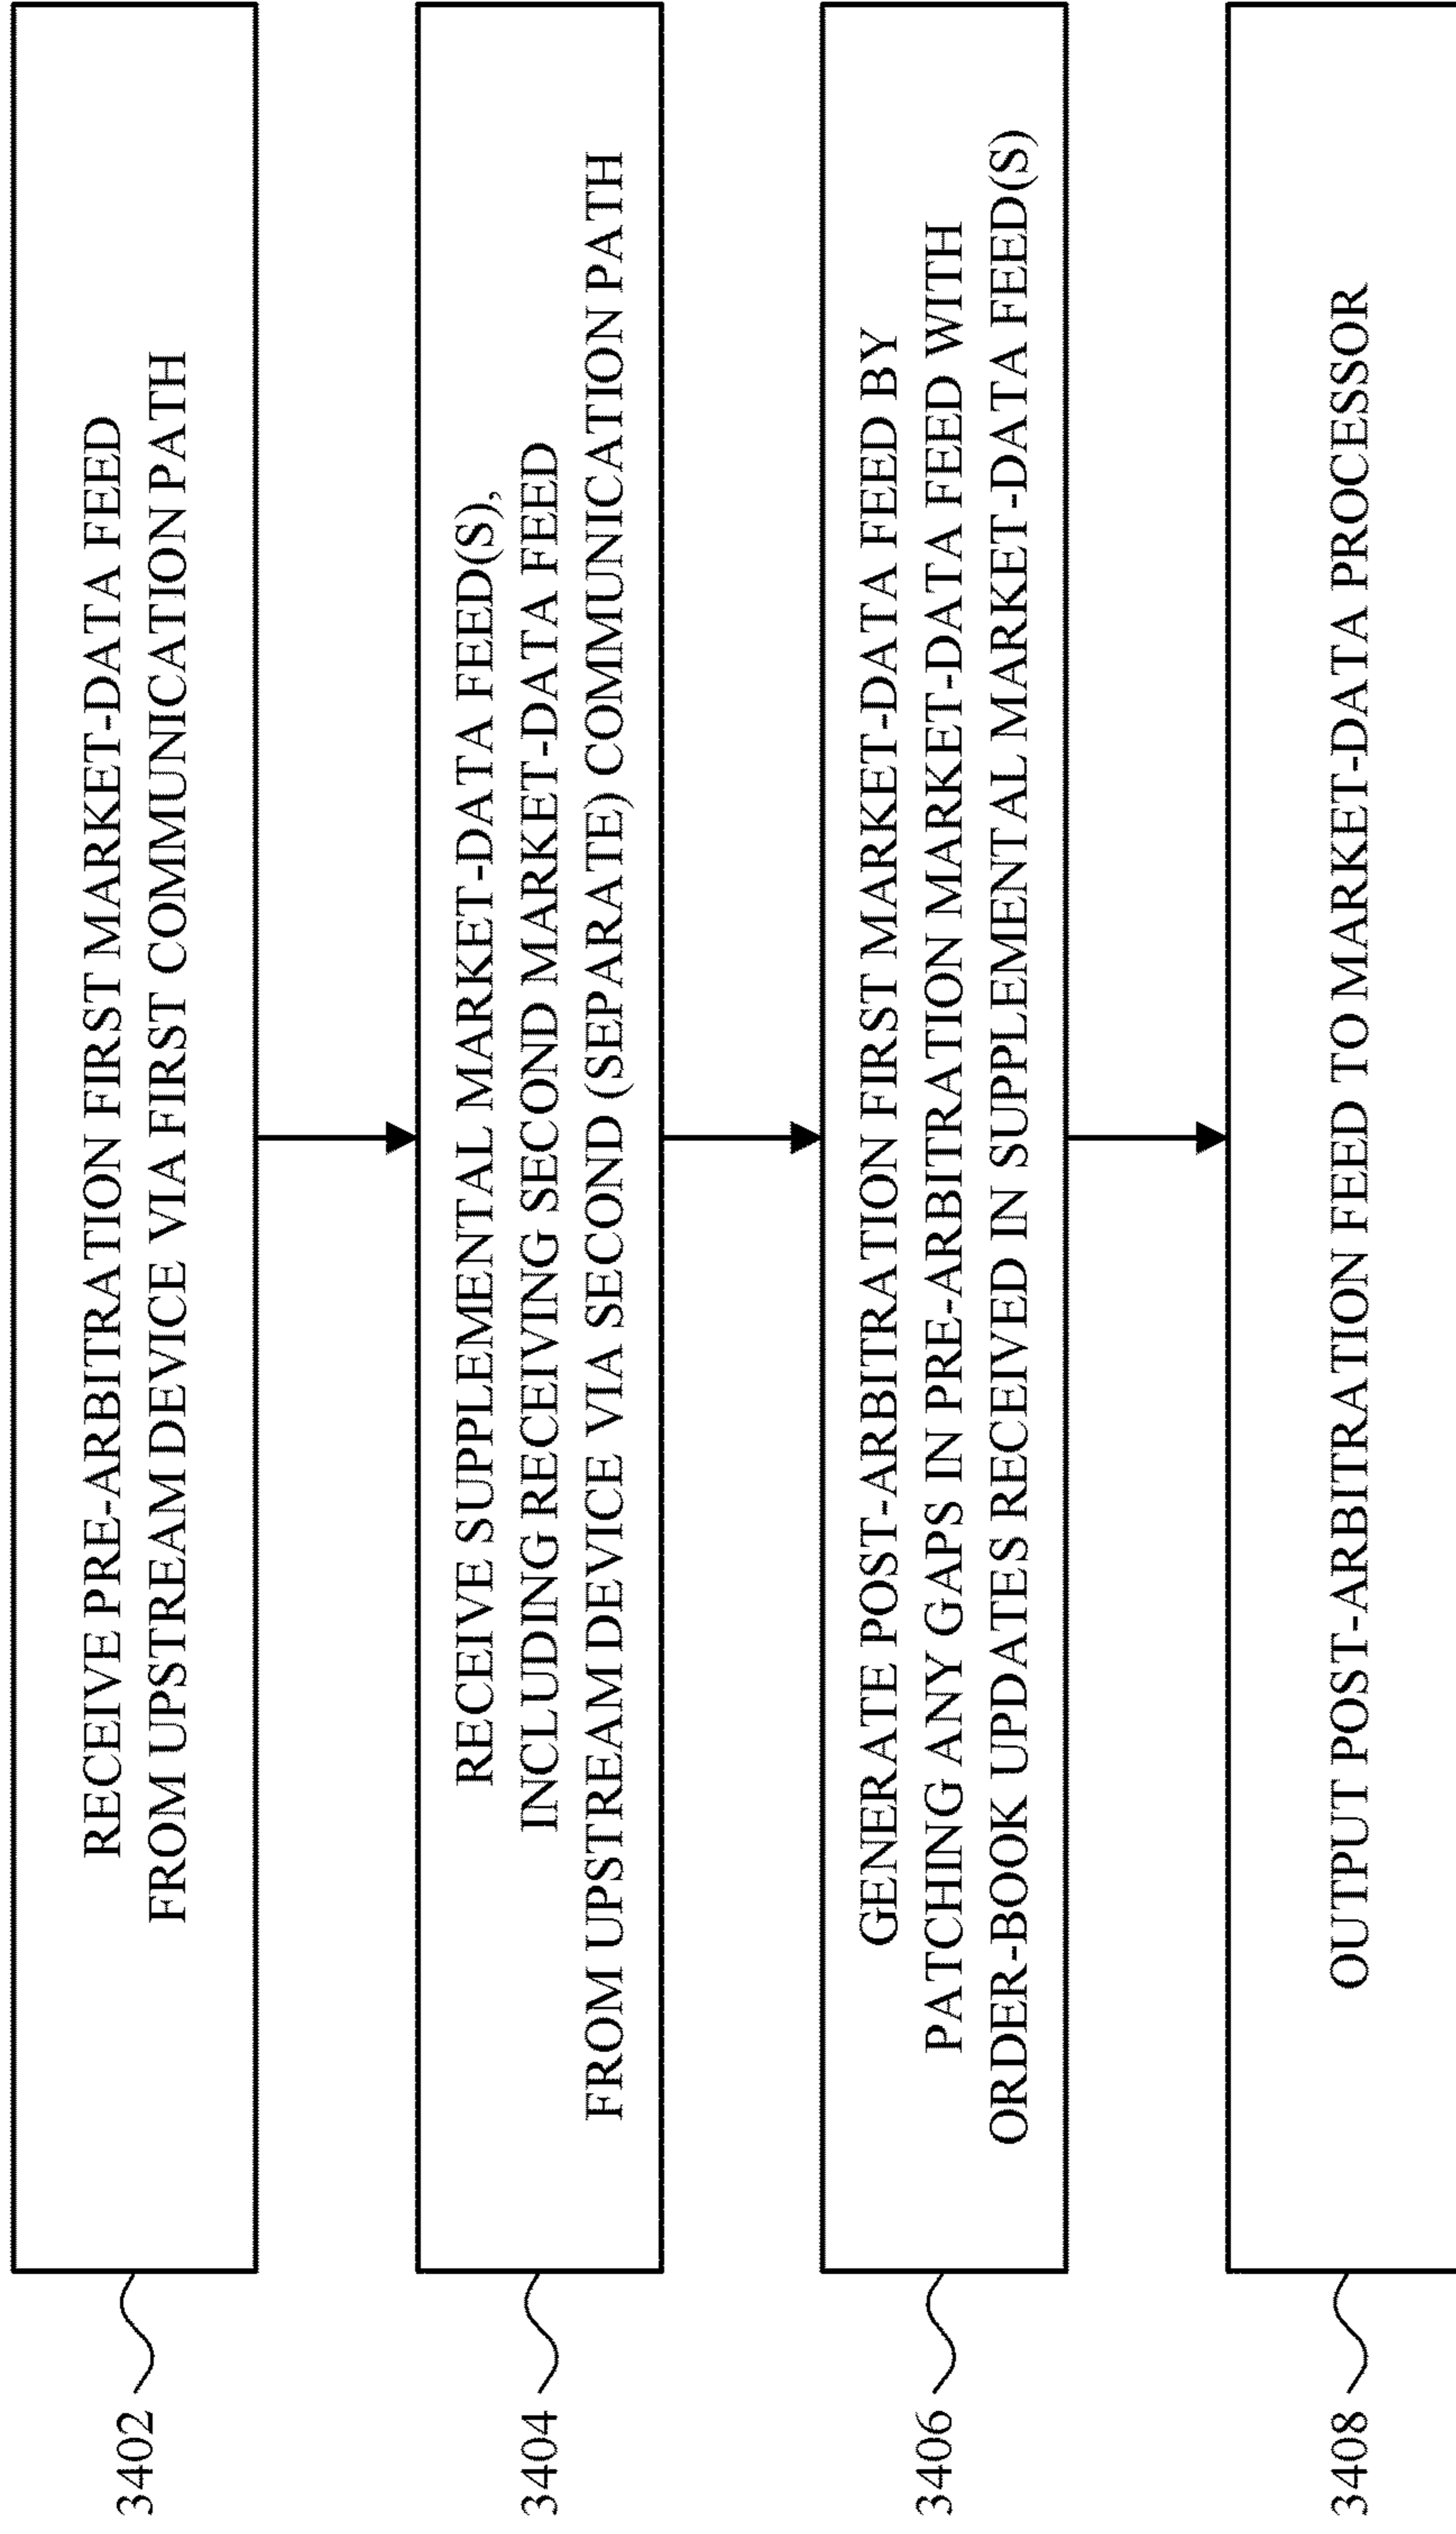 3402
RECEIVE PRE-ARBITRATION FIRST MARKET-DATA FEED
FROM UPSTREAM DEVICE VIA FIRST COMMUNICATION PATH
3404
RECEIVE SUPPLEMENTAL MARKET-DATA FEED(S),
INCLUDING RECEIVING SECOND MARKET-DATA FEED
FROM UPSTREAM DEVICE VIA SECOND (SEPARATE) COMMUNICATION PATH
3406
GENERATE POST-ARBITRATION FIRST MARKET-DATA FEED BY
PATCHING ANY GAPS IN PRE-ARBITRATION MARKET-DATA FEED WITH
ORDER-BOOK UPDATES RECEIVED IN SUPPLEMENTAL MARKET-DATA FEED(S)
3408
OUTPUT POST-ARBITRATION FEED TO MARKET-DATA PROCESSOR